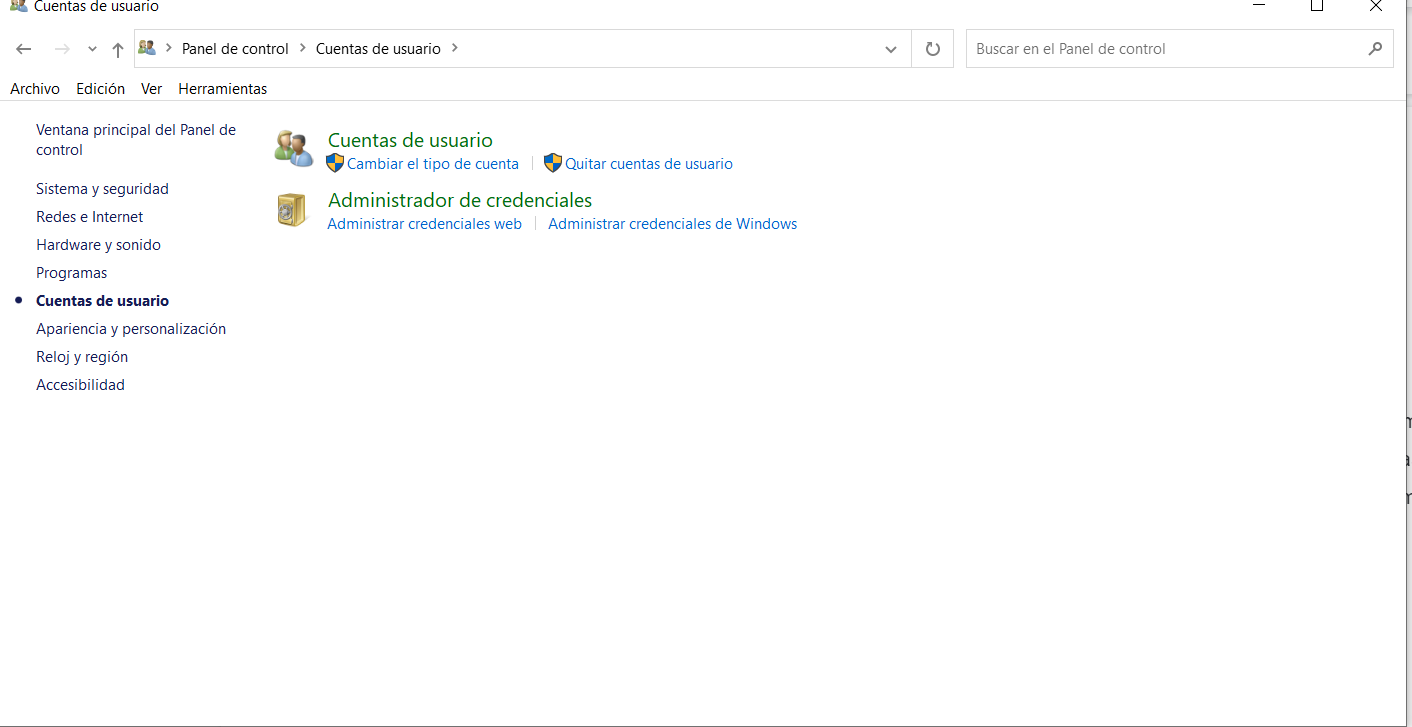 Cuentas de usuario
Panel de control Cuentas de usuario
Buscar en el Panel de control
Archivo Edición Ver Herramientas
Ventana principal del Panel de
control
Sistema y seguridad
Redes e Internet
Hardware y sonido
Programas
Cuentas de usuario
Apariencia y personalización
Reloj y región
Accesibilidad
Cuentas de usuario
Cambiar el tipo de cuenta
Quitar cuentas de usuario
Administrador de credenciales
Administrar credenciales web
Administrar credenciales de Windows